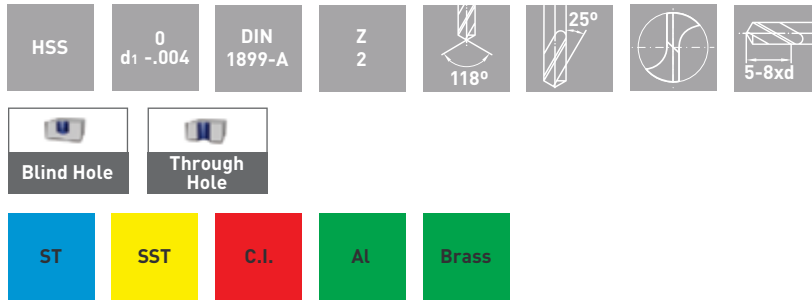 HSS
0
d1 -.004
DIN
1899-A
Z
2
118º
25º
5-8xd
Blind Hole
Through
Hole
ST
SST
C.I.
Al
Brass